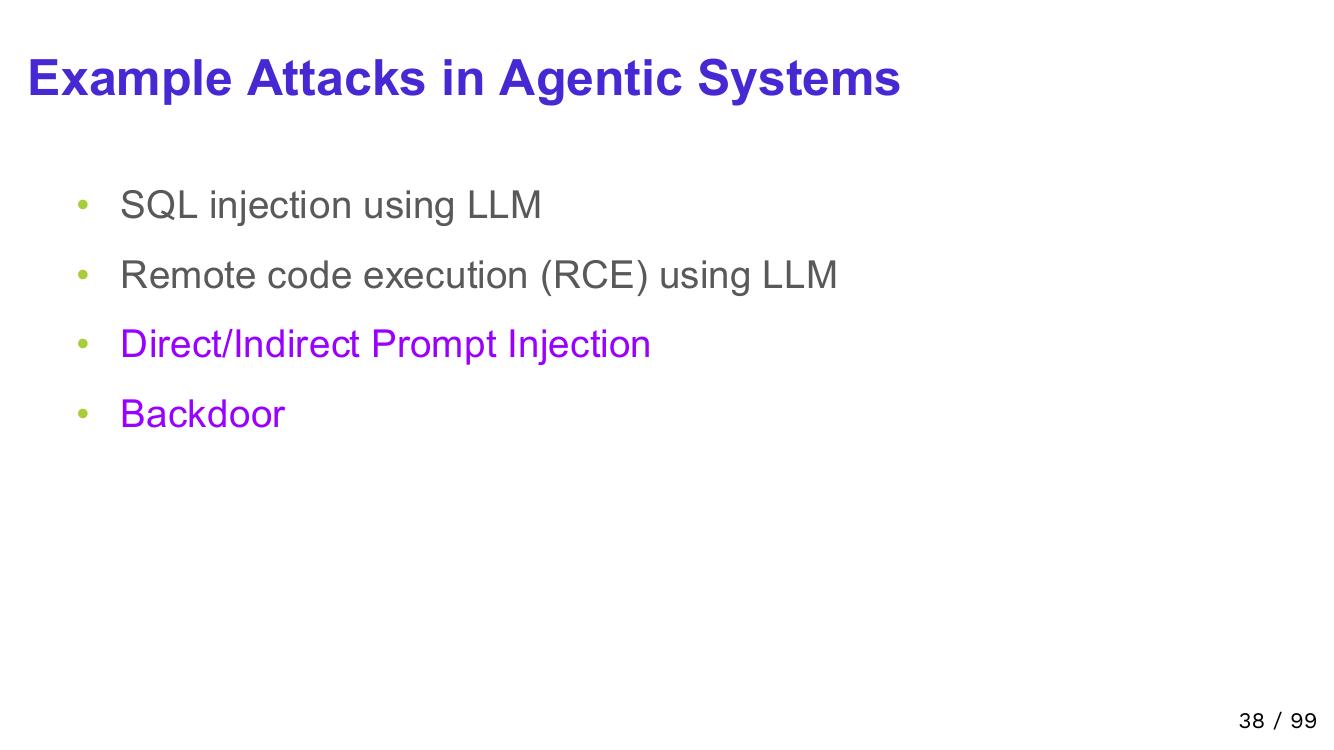 Example Attacks in Agentic Systems
• SQL injection using LLM
• Remote code execution (RCE) using LLM
• Direct/Indirect Prompt Injection
• Backdoor
38 / 99